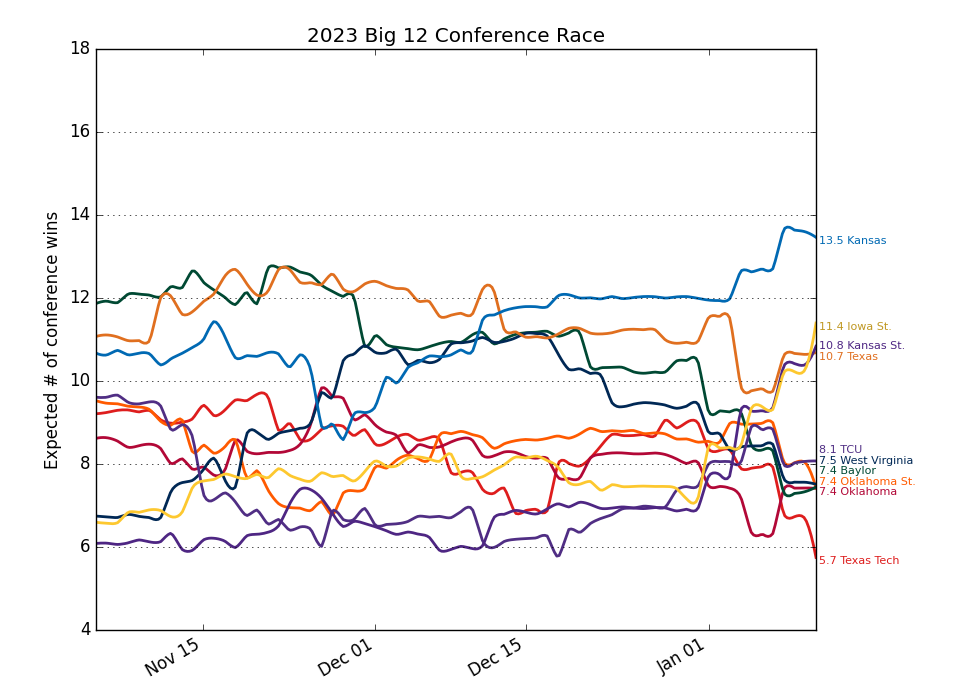 2023 Big 12 Conference Race
Expected # of conference wins
18
16
14
12
10
8
6
4
13.5 Kansas
11.4 Iowa St.
10.8 Kansas St.
10.7 Texas
8.1 TCU
7.5 West Virginia
7.4 Baylor
7.4 Oklahoma St.
7.4 Oklahoma
5.7 Texas Tech
Nov 15
Dec 01
Dec 15
Jan 01